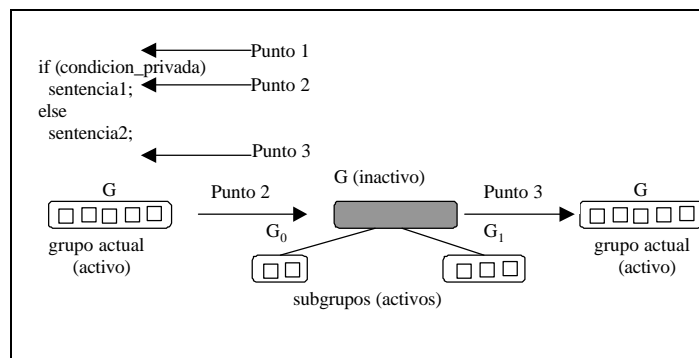 Punto 1
if (condicion_privada)
sentencia1;
Punto 2
else
sentencia2;
Punto 3
G
Punto 2
G (inactivo)
Punto 3
G
G0
G1
grupo actual
(activo)
subgrupos (activos)
grupo actual
(activo)